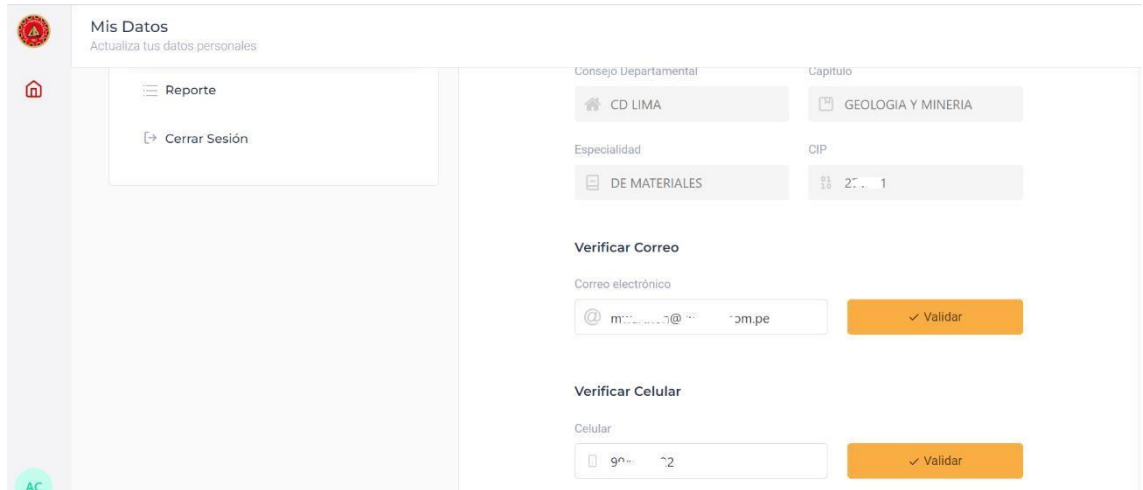 Mis Datos
Actualiza tus datos personales
Reporte
Cerrar Sesión
Consejo Departamental
Capítulo
CD LIMA
GEOLOGIA Y MINERIA
Especialidad
CIP
DE MATERIALES
Verificar Correo
Correo electrónico
Validar
Verificar Celular
Celular
Validar
AC